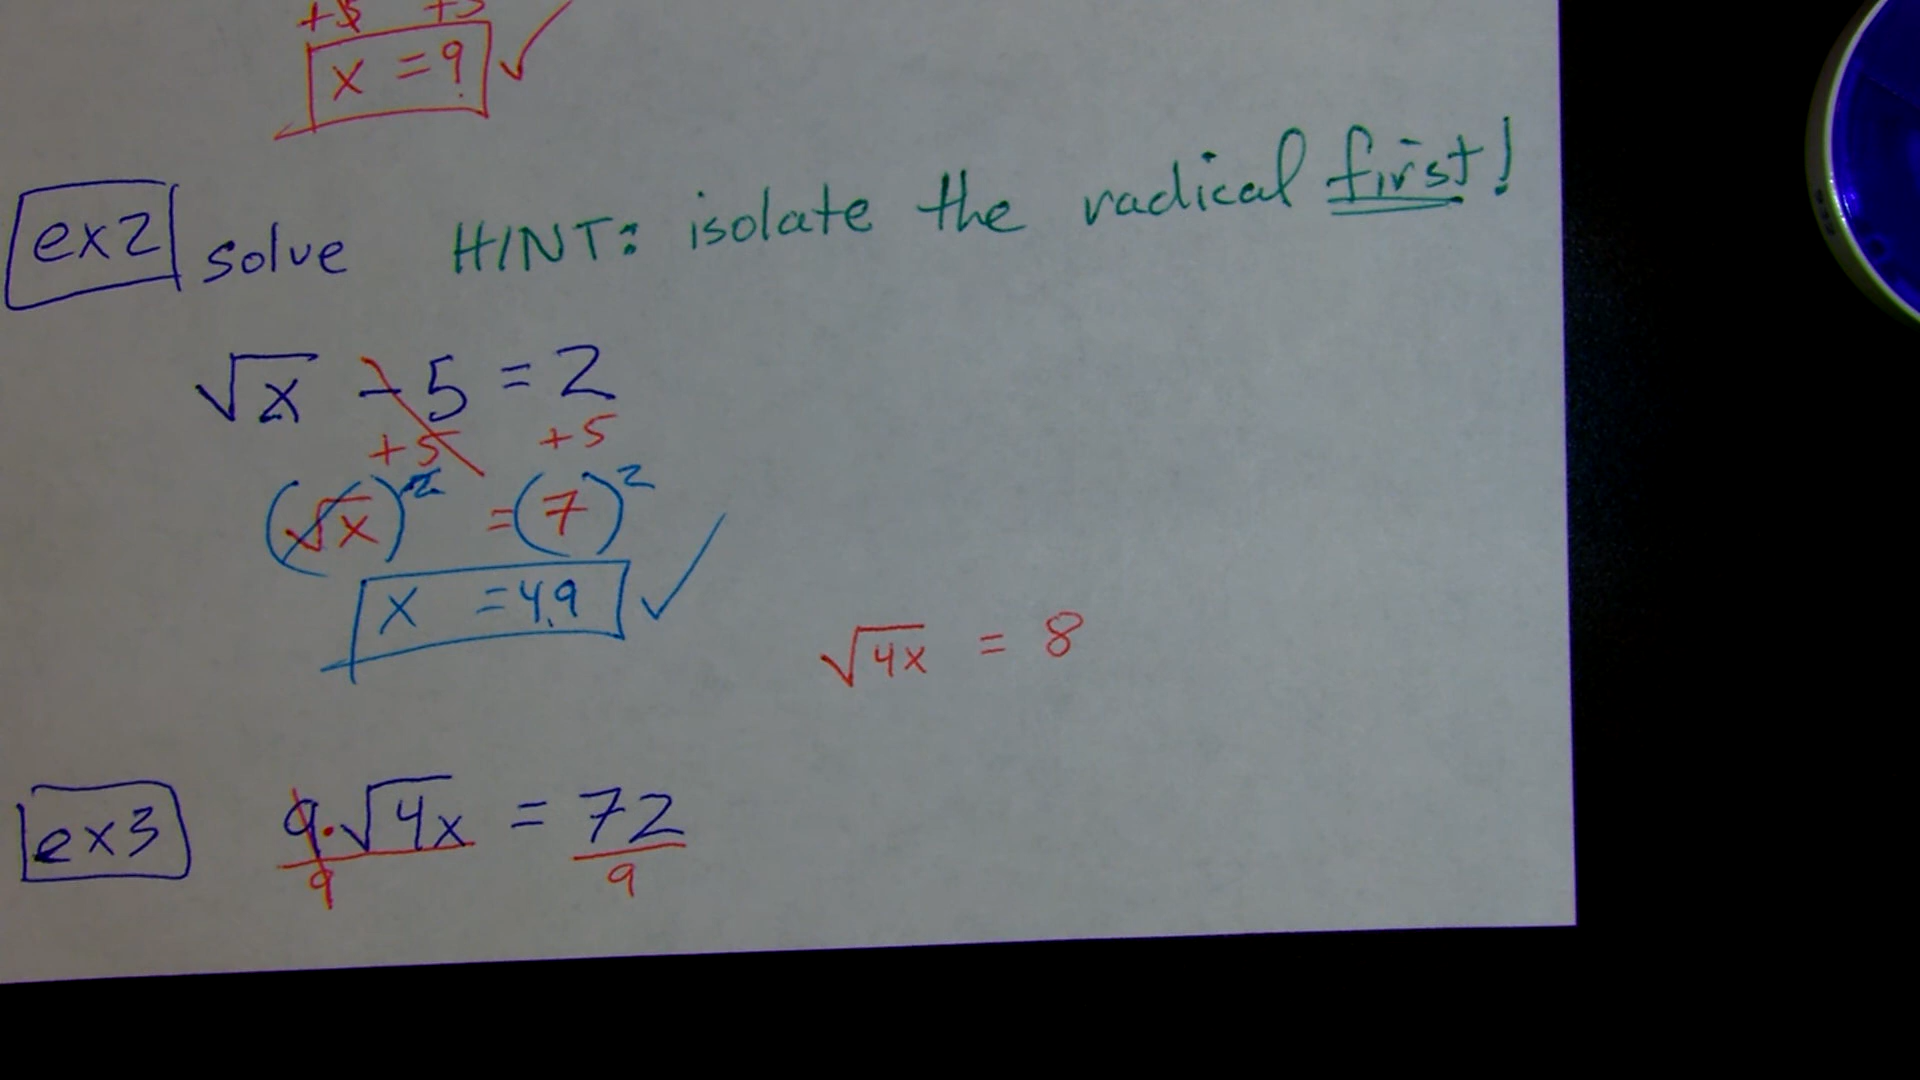 +5 +5
x = 9 ✓
ex2 solve HINT: isolate the radical first!
√x - 5 = 2
+5 +5
(√x)² = (7)²
x = 49 ✓
√4x = 8
ex3 9·√4x = 72
9 9